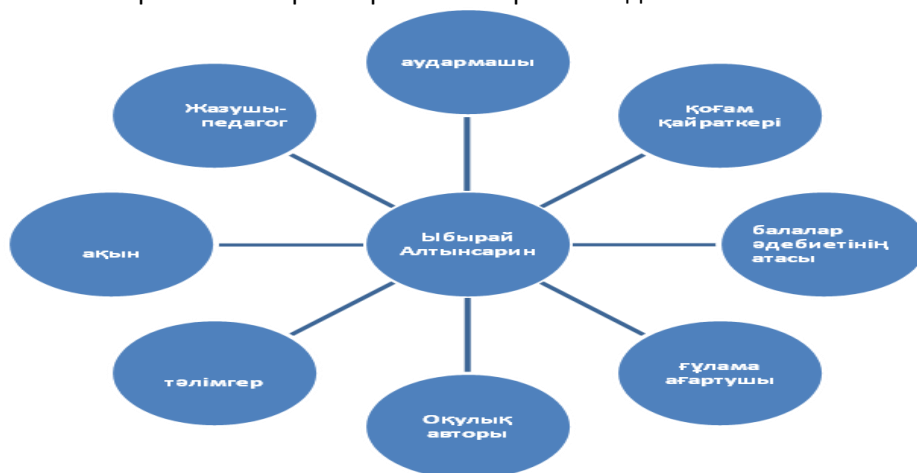 аудармашы
Жазушы-
педагог
қоғам
қайраткері
ақын
Ыбырай
Алтынсарин
балалар
әдебиетінің
атасы
тәлімгер
ғұлама
ағартушы
Оқулық
авторы